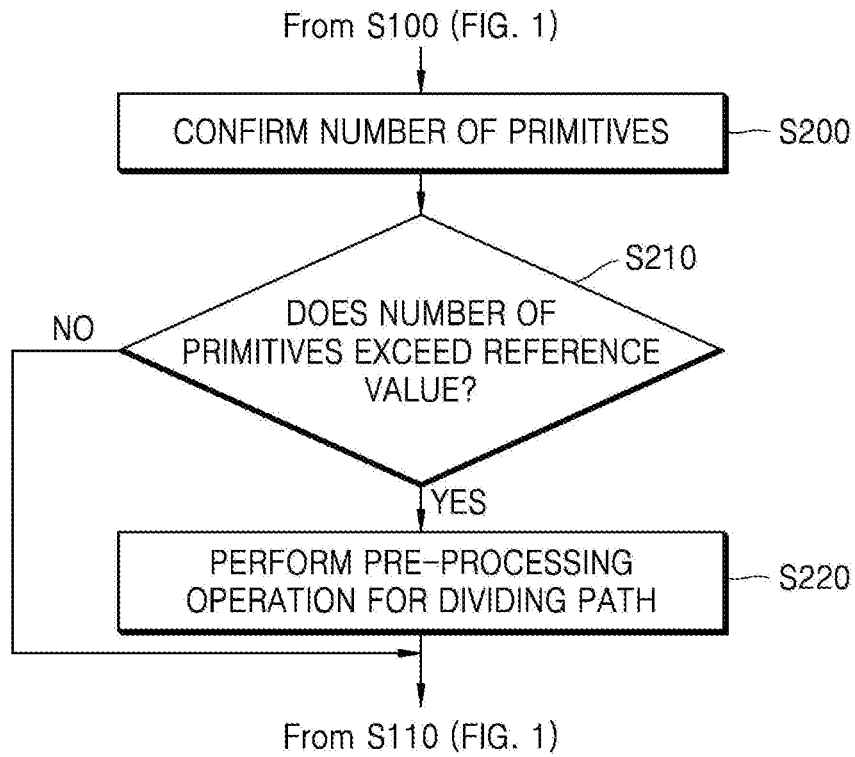 From S100 (FIG. 1)
CONFIRM NUMBER OF PRIMITIVES
S200
S210
DOES NUMBER OF
PRIMITIVES EXCEED REFERENCE
VALUE?
NO
YES
PERFORM PRE-PROCESSING
OPERATION FOR DIVIDING PATH
S220
From S110 (FIG. 1)